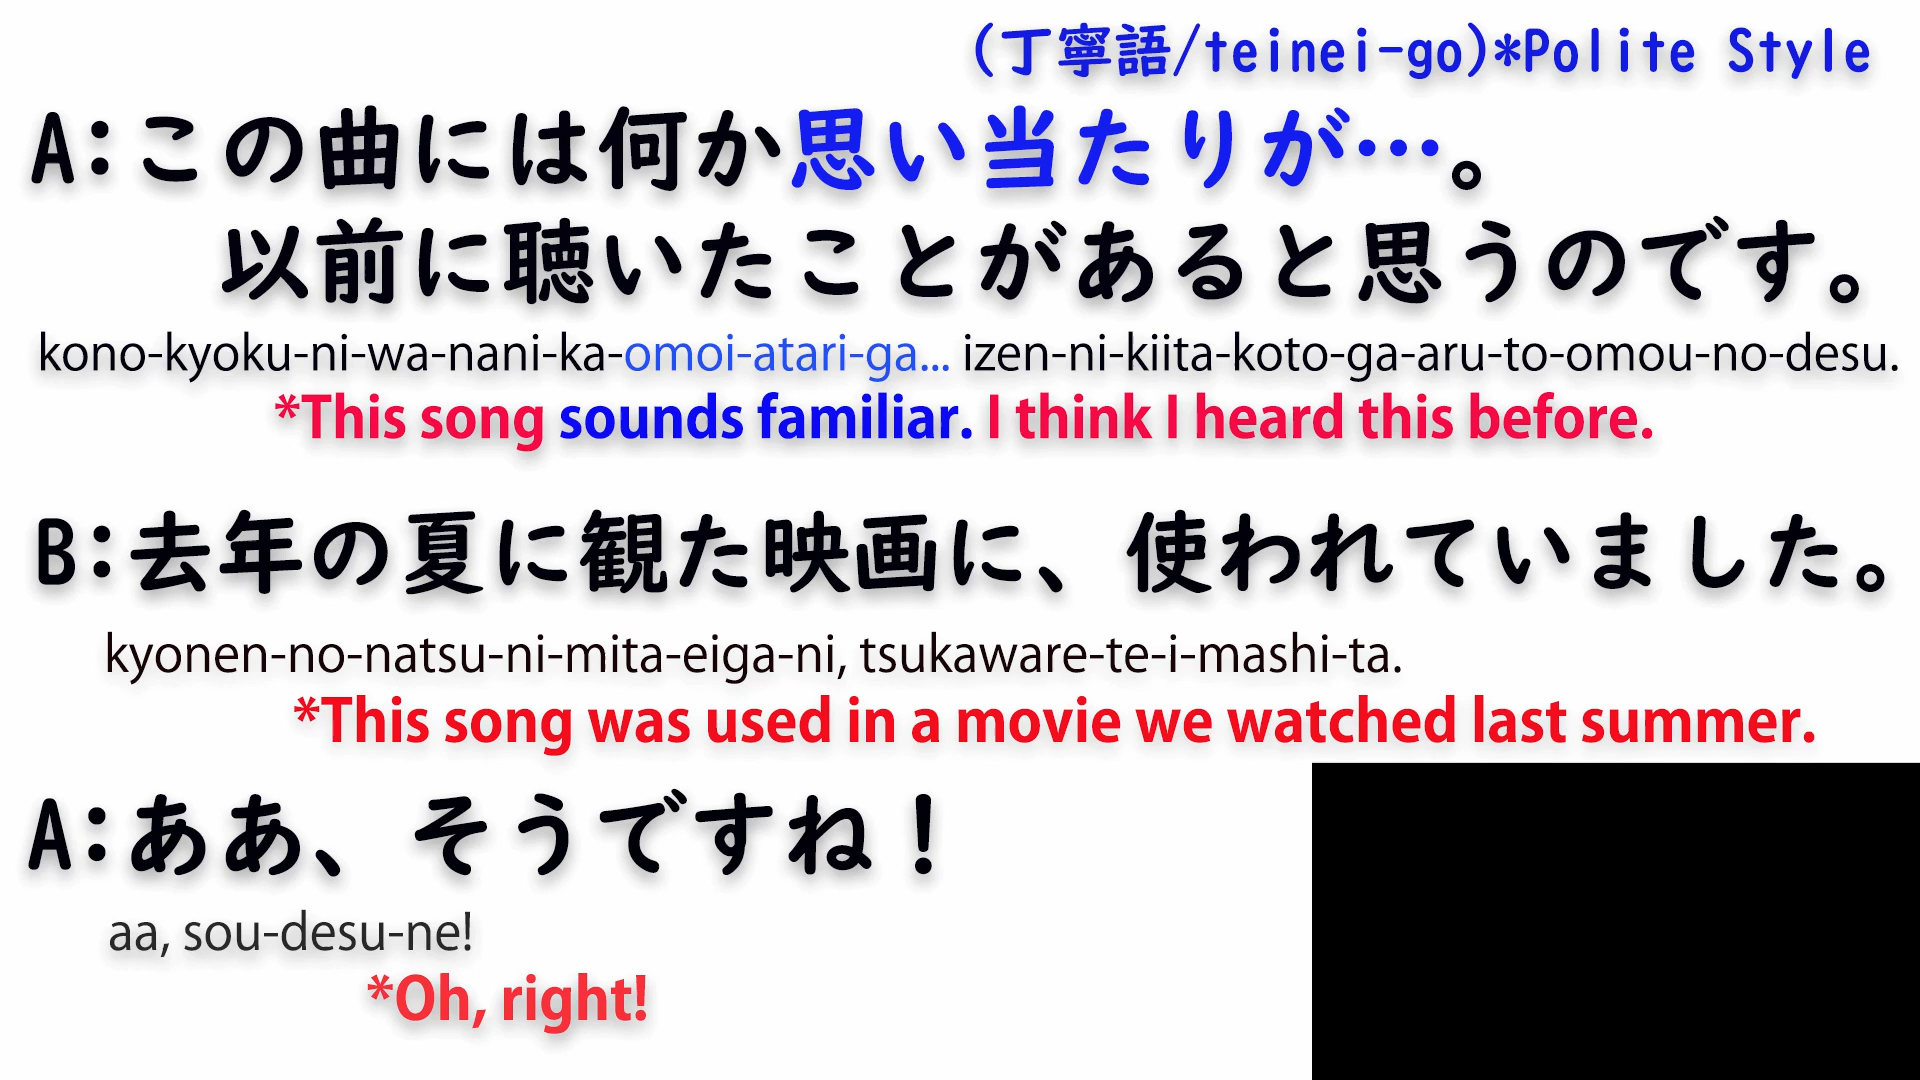 (丁寧語/teinei-go)*Polite Style
A:この曲には何か思い当たりが…。
以前に聴いたことがあると思うのです。
kono-kyoku-ni-wa-nani-ka-omoi-atari-ga... izen-ni-kiita-koto-ga-aru-to-omou-no-desu.
*This song sounds familiar. I think I heard this before.
B:去年の夏に観た映画に、使われていました。
kyonen-no-natsu-ni-mita-eiga-ni, tsukaware-te-i-mashi-ta.
*This song was used in a movie we watched last summer.
A:ああ、そうですね！
aa, sou-desu-ne!
*Oh, right!